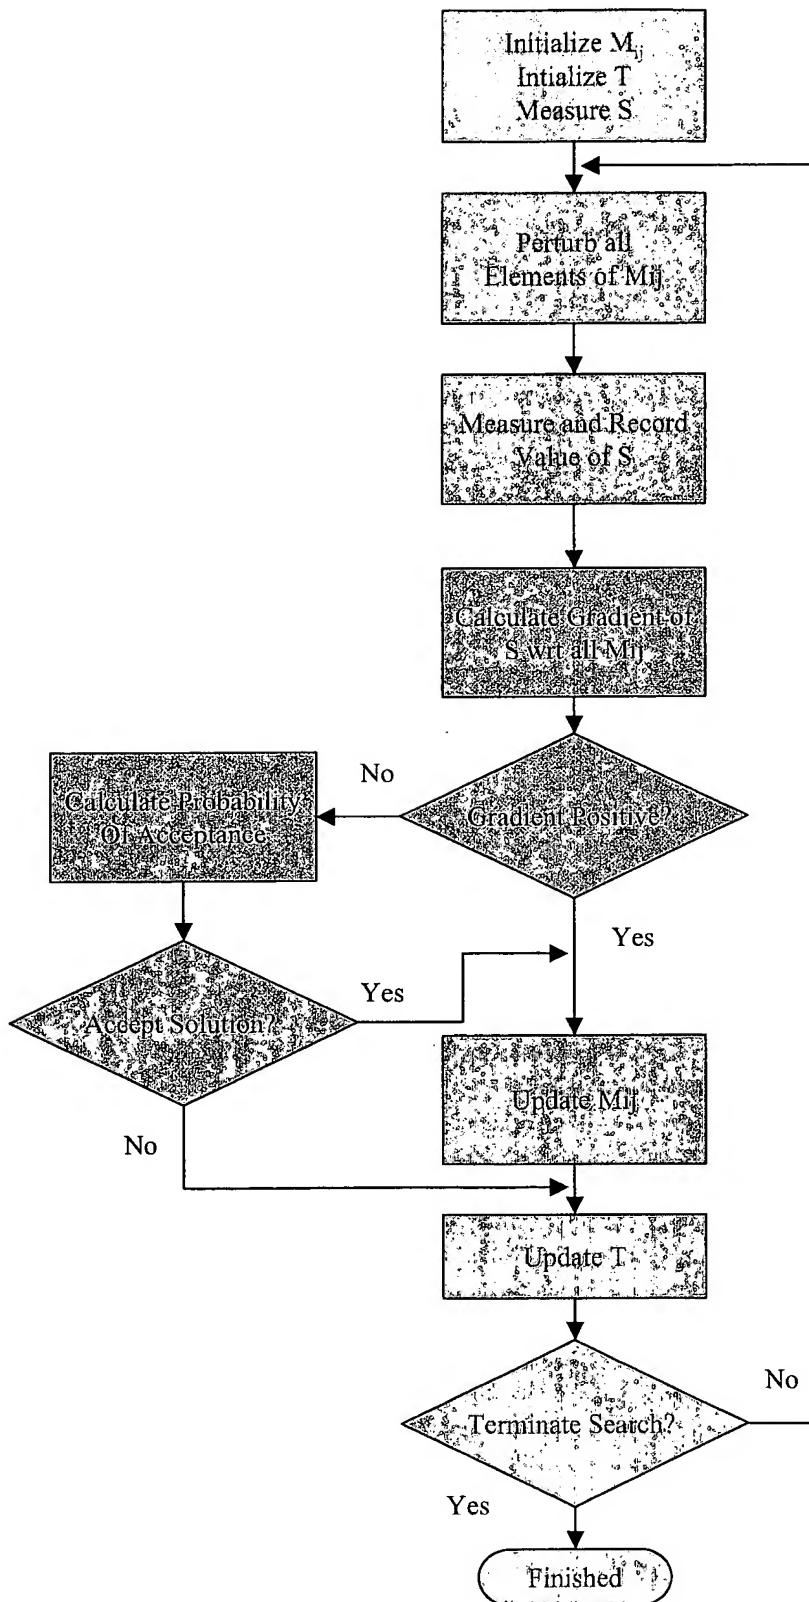 Initialize M_ij
Intialize T
Measure S
Perturb all
Elements of Mij
Measure and Record
Value of S
Calculate Gradient of
S wrt all Mij
No
Gradient Positive?
Calculate Probability
Of Acceptance
Yes
Accept Solution?
Yes
Update Mij
No
Update T
No
Terminate Search?
Yes
Finished